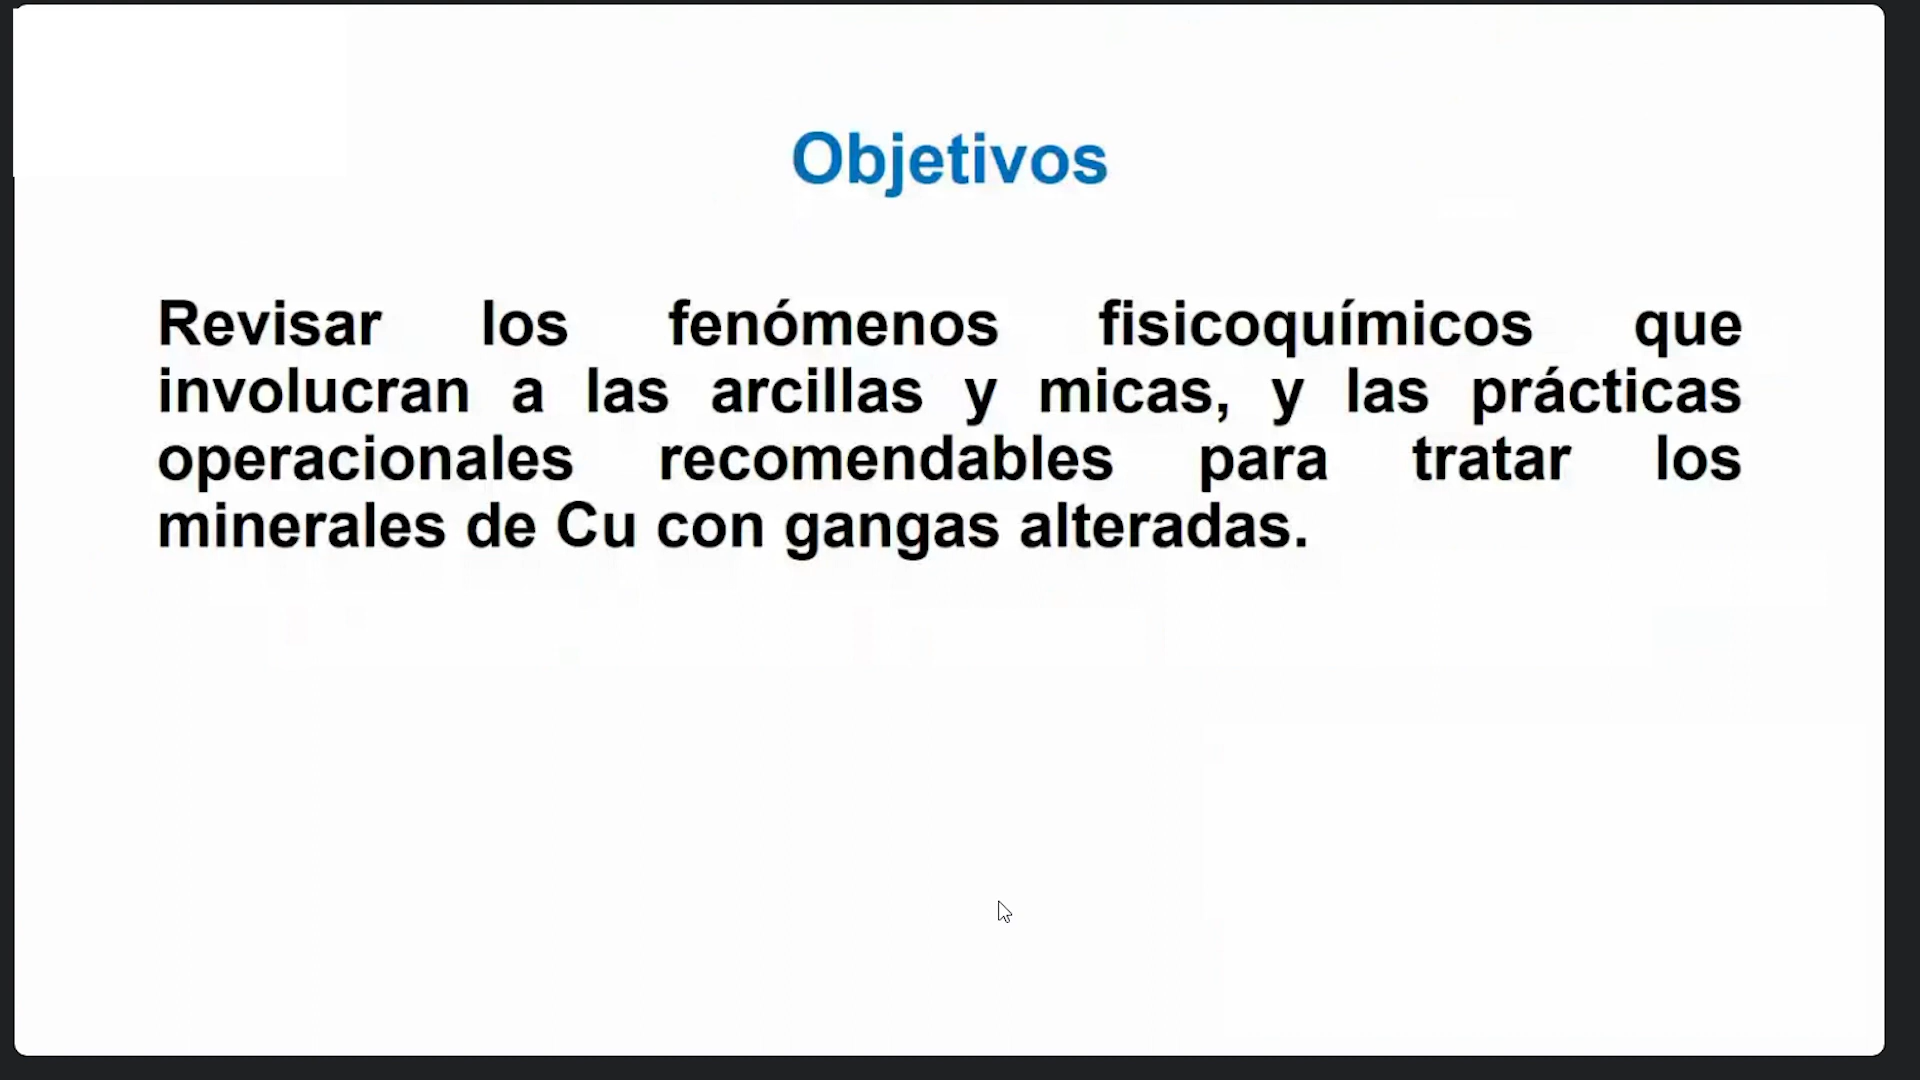 Objetivos
Revisar los fenómenos fisicoquímicos que
involucran a las arcillas y micas, y las prácticas
operacionales recomendables para tratar los
minerales de Cu con gangas alteradas.